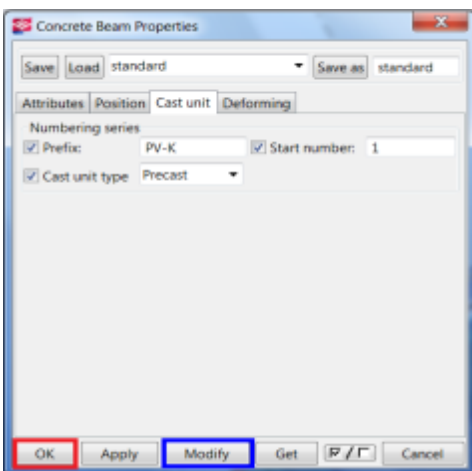 Concrete Beam Properties
Save Load standard Save as standard
Attributes Position Cast unit Deforming
Numbering series
Prefix: PV-K Start number: 1
Cast unit type Precast
OK Apply Modify Get Cancel